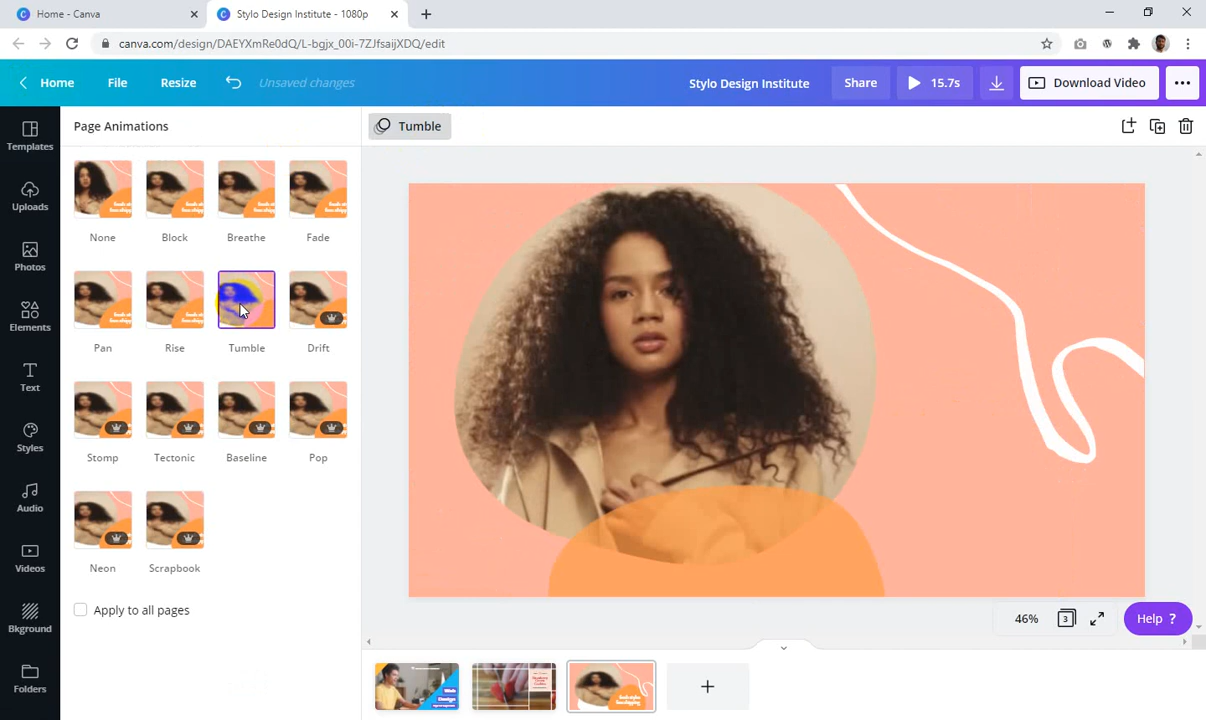 Home - Canva
Stylo Design Institute - 1080p
canva.com/design/DAEYXmRe0dQ/L-bgjx_00i-7ZJfsaijXDQ/edit
Home File Resize Unsaved changes Stylo Design Institute Share 15.7s Download Video
Templates
Uploads
Photos
Elements
Text
Styles
Audio
Videos
Bkground
Folders
Page Animations
None Block Breathe Fade
Pan Rise Tumble Drift
Stomp Tectonic Baseline Pop
Neon Scrapbook
Apply to all pages
Tumble
46% 3 Help ?
Web
Design